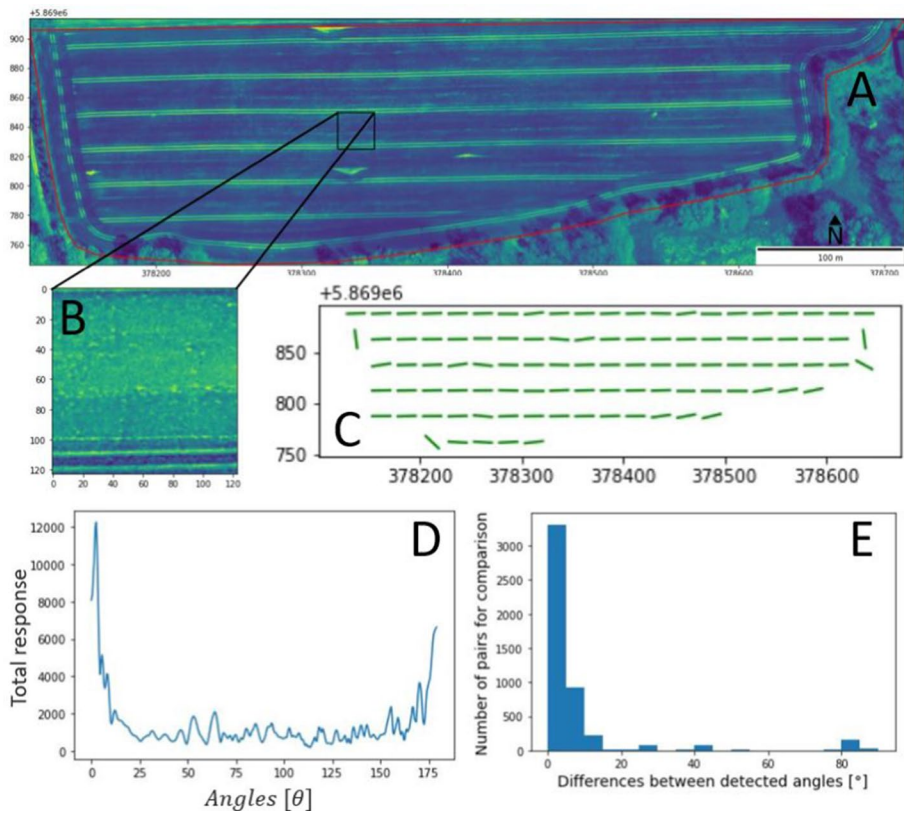 +5.869e6
900
880
860
840
820
800
780
760
A
N
100 m
378200
378300
378400
378500
378600
378700
B
0
20
40
60
80
100
120
0 20 40 60 80 100 120
+5.869e6
850
800
750
C
378200 378300 378400 378500 378600
D
Total response
12000
10000
8000
6000
4000
2000
0
0 25 50 75 100 125 150 175
Angles [θ]
E
Number of pairs for comparison
3000
2500
2000
1500
1000
500
0
0 20 40 60 80
Differences between detected angles [°]